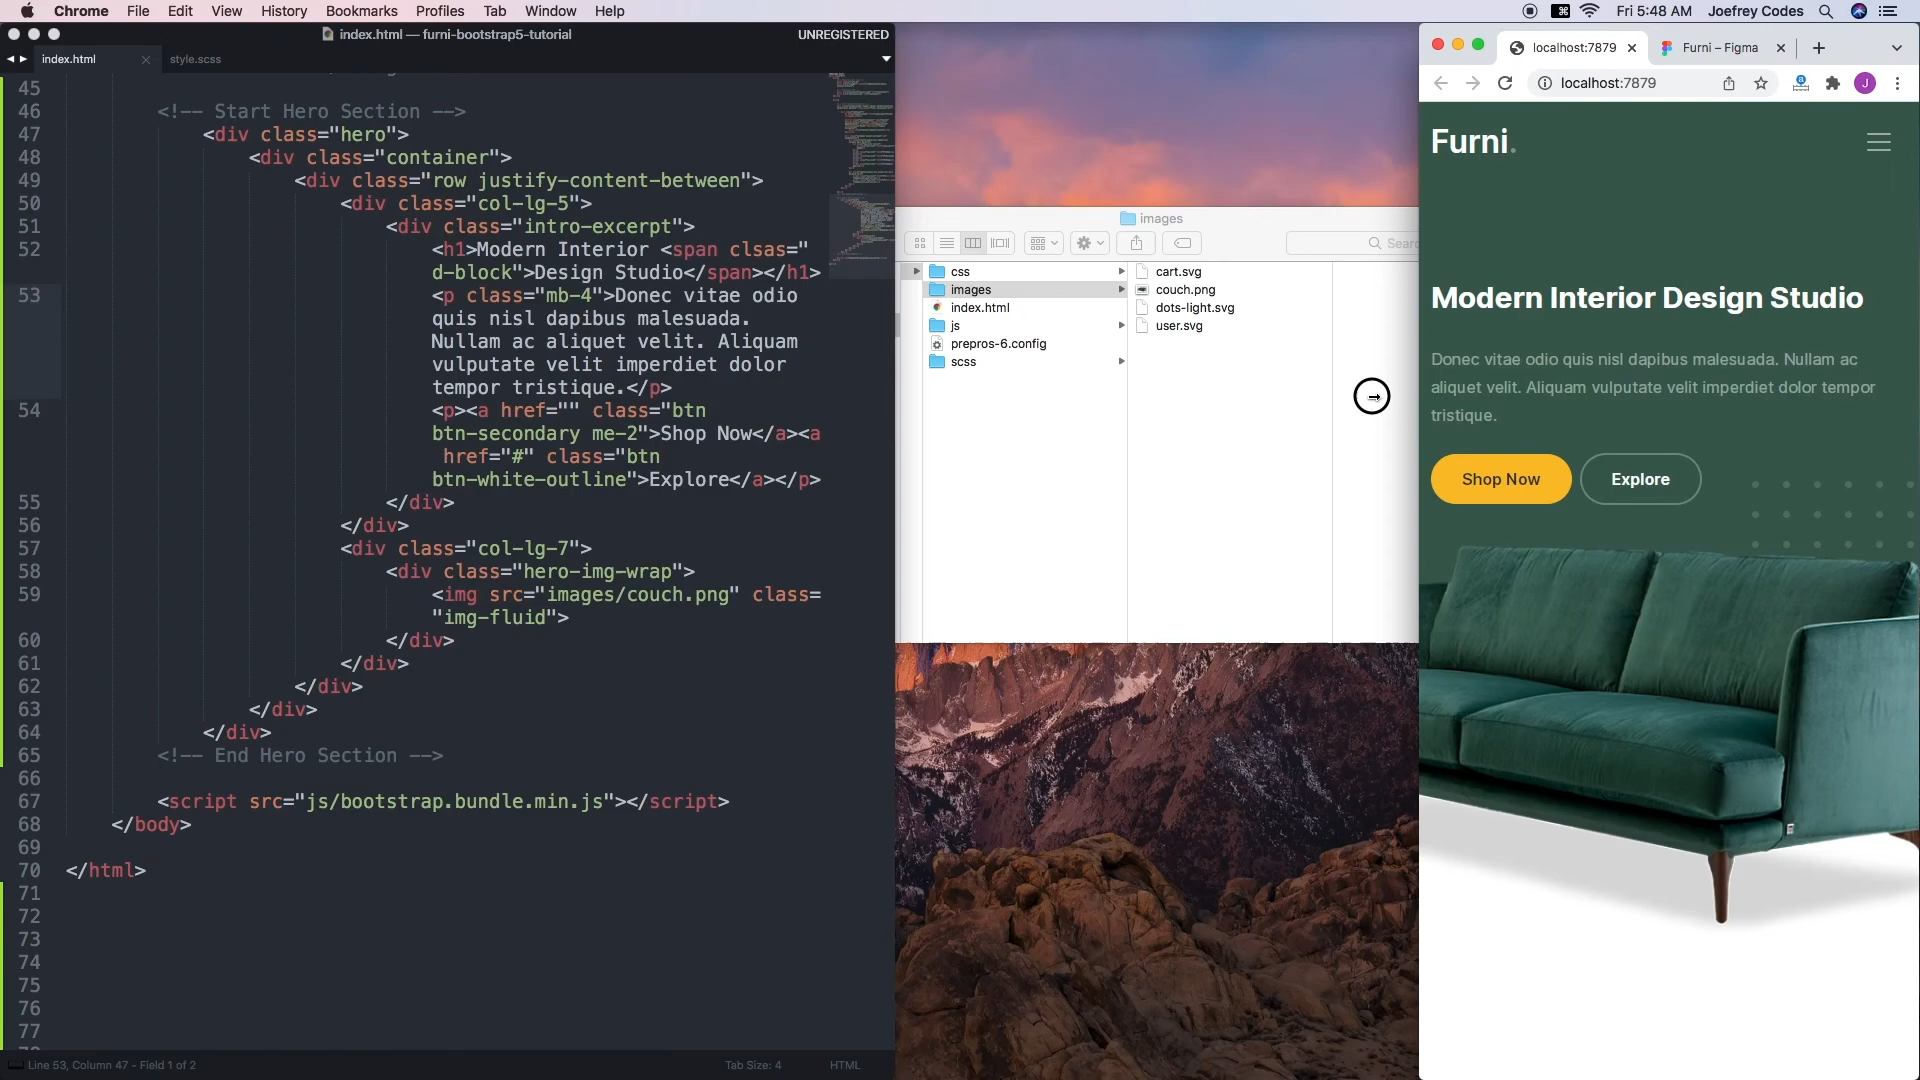 Chrome File Edit View History Bookmarks Profiles Tab Window Help
Fri 5:48 AM Joefrey Codes
index.html — furni-bootstrap5-tutorial
UNREGISTERED
index.html
style.scss
45
46 <!-- Start Hero Section -->
47 <div class="hero">
48 <div class="container">
49 <div class="row justify-content-between">
50 <div class="col-lg-5">
51 <div class="intro-excerpt">
52 <h1>Modern Interior <span clsas="
d-block">Design Studio</span></h1>
53 <p class="mb-4">Donec vitae odio
quis nisl dapibus malesuada.
Nullam ac aliquet velit. Aliquam
vulputate velit imperdiet dolor
tempor tristique.</p>
54 <p><a href="" class="btn
btn-secondary me-2">Shop Now</a><a
href="#" class="btn
btn-white-outline">Explore</a></p>
55 </div>
56 </div>
57 <div class="col-lg-7">
58 <div class="hero-img-wrap">
59 <img src="images/couch.png" class=
"img-fluid">
60 </div>
61 </div>
62 </div>
63 </div>
64 </div>
65 <!-- End Hero Section -->
66
67 <script src="js/bootstrap.bundle.min.js"></script>
68 </body>
69
70 </html>
71
72
73
74
75
76
77
Line 53, Column 47 - Field 1 of 2
Tab Size: 4
HTML
images
css
images
index.html
js
prepros-6.config
scss
cart.svg
couch.png
dots-light.svg
user.svg
localhost:7879
Furni – Figma
localhost:7879
J
Furni.
Modern Interior Design Studio
Donec vitae odio quis nisl dapibus malesuada. Nullam ac
aliquet velit. Aliquam vulputate velit imperdiet dolor tempor
tristique.
Shop Now
Explore